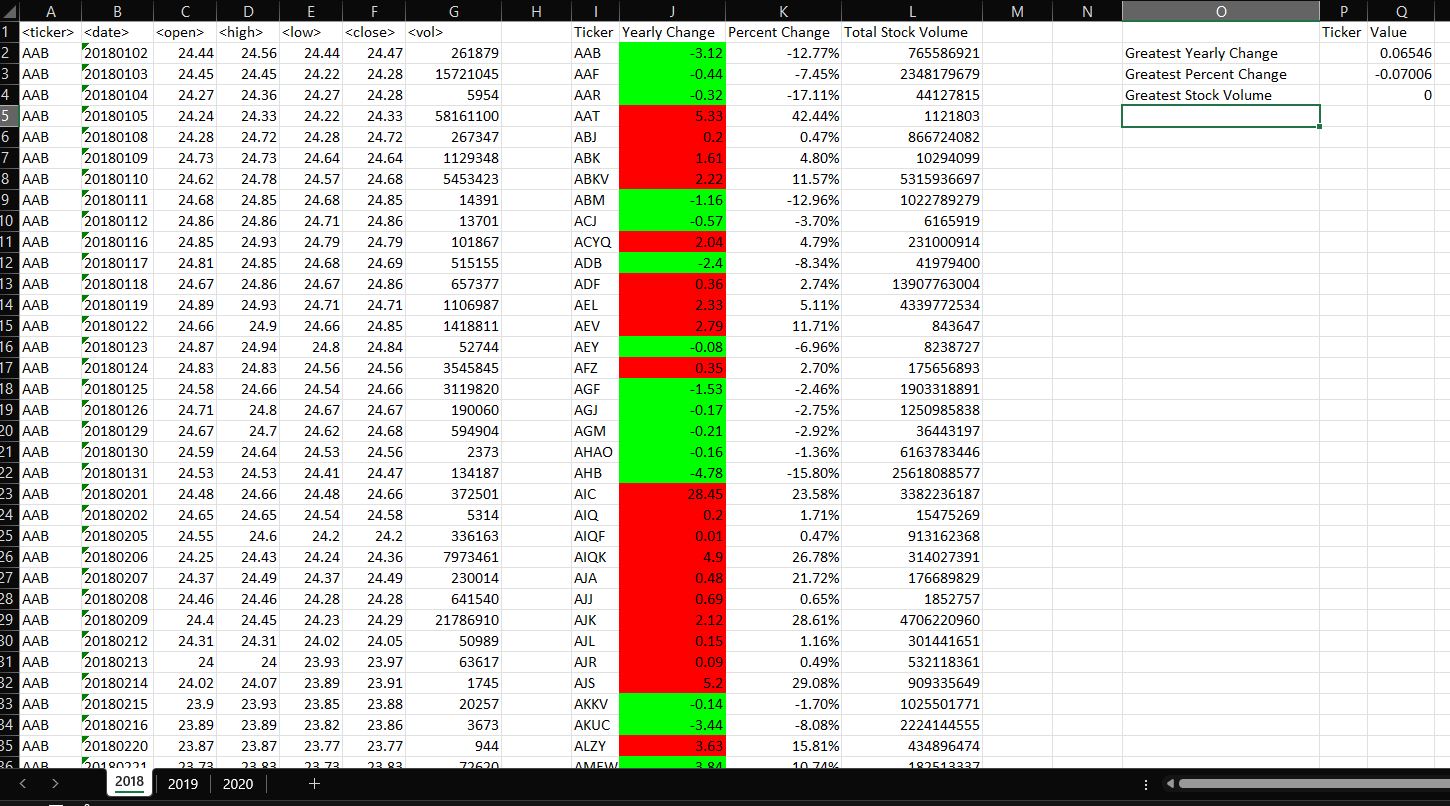 A B C D E F G H I J K L M N O P Q
1 <ticker> <date> <open> <high> <low> <close> <vol> Ticker Yearly Change Percent Change Total Stock Volume Ticker Value
2 AAB 20180102 24.44 24.56 24.44 24.47 261879 AAB -3.12 -12.77% 765586921 Greatest Yearly Change 0.06546
3 AAB 20180103 24.45 24.45 24.22 24.28 15721045 AAF -0.44 -7.45% 2348179679 Greatest Percent Change -0.07006
4 AAB 20180104 24.27 24.36 24.27 24.28 5954 AAR -0.32 -17.11% 44127815 Greatest Stock Volume 0
5 AAB 20180105 24.24 24.33 24.22 24.33 58161100 AAT 5.33 42.44% 1121803
6 AAB 20180108 24.28 24.72 24.28 24.72 267347 ABJ 0.2 0.47% 866724082
7 AAB 20180109 24.73 24.73 24.64 24.64 1129348 ABK 1.61 4.80% 10294099
8 AAB 20180110 24.62 24.78 24.57 24.68 5453423 ABKV 2.22 11.57% 5315936697
9 AAB 20180111 24.68 24.85 24.68 24.85 14391 ABM -1.16 -12.96% 1022789279
10 AAB 20180112 24.86 24.86 24.71 24.86 13701 ACJ -0.57 -3.70% 6165919
11 AAB 20180116 24.85 24.93 24.79 24.79 101867 ACYQ 2.04 4.79% 231000914
12 AAB 20180117 24.81 24.85 24.68 24.69 515155 ADB -2.4 -8.34% 41979400
13 AAB 20180118 24.67 24.86 24.67 24.86 657377 ADF 0.36 2.74% 13907763004
14 AAB 20180119 24.89 24.93 24.71 24.71 1106987 AEL 2.33 5.11% 4339772534
15 AAB 20180122 24.66 24.9 24.66 24.85 1418811 AEV 2.79 11.71% 843647
16 AAB 20180123 24.87 24.94 24.8 24.84 52744 AEY -0.08 -6.96% 8238727
17 AAB 20180124 24.83 24.83 24.56 24.56 3545845 AFZ 0.35 2.70% 175656893
18 AAB 20180125 24.58 24.66 24.54 24.66 3119820 AGF -1.53 -2.46% 1903318891
19 AAB 20180126 24.71 24.8 24.67 24.67 190060 AGJ -0.17 -2.75% 1250985838
20 AAB 20180129 24.67 24.7 24.62 24.68 594904 AGM -0.21 -2.92% 36443197
21 AAB 20180130 24.59 24.64 24.53 24.56 2373 AHAO -0.16 -1.36% 6163783446
22 AAB 20180131 24.53 24.53 24.41 24.47 134187 AHB -4.78 -15.80% 25618088577
23 AAB 20180201 24.48 24.66 24.48 24.66 372501 AIC 28.45 23.58% 3382236187
24 AAB 20180202 24.65 24.65 24.54 24.58 5314 AIQ 0.2 1.71% 15475269
25 AAB 20180205 24.55 24.6 24.2 24.2 336163 AIQF 0.01 0.47% 913162368
26 AAB 20180206 24.25 24.43 24.24 24.36 7973461 AIQK 4.9 26.78% 314027391
27 AAB 20180207 24.37 24.49 24.37 24.49 230014 AJA 0.48 21.72% 176689829
28 AAB 20180208 24.46 24.46 24.28 24.28 641540 AJJ 0.69 0.65% 1852757
29 AAB 20180209 24.4 24.45 24.23 24.29 21786910 AJK 2.12 28.61% 4706220960
30 AAB 20180212 24.31 24.31 24.02 24.05 50989 AJL 0.15 1.16% 301441651
31 AAB 20180213 24 24 23.93 23.97 63617 AJR 0.09 0.49% 532118361
32 AAB 20180214 24.02 24.07 23.89 23.91 1745 AJS 5.2 29.08% 909335649
33 AAB 20180215 23.9 23.93 23.85 23.88 20257 AKKV -0.14 -1.70% 1025501771
34 AAB 20180216 23.89 23.89 23.82 23.86 3673 AKUC -3.44 -8.08% 2224144555
35 AAB 20180220 23.87 23.87 23.77 23.77 944 ALZY 3.63 15.81% 434896474
36 AAB 20180221 23.73 23.83 23.73 23.83 72620 AMEW 3.84 10.74% 182513337
2018 2019 2020